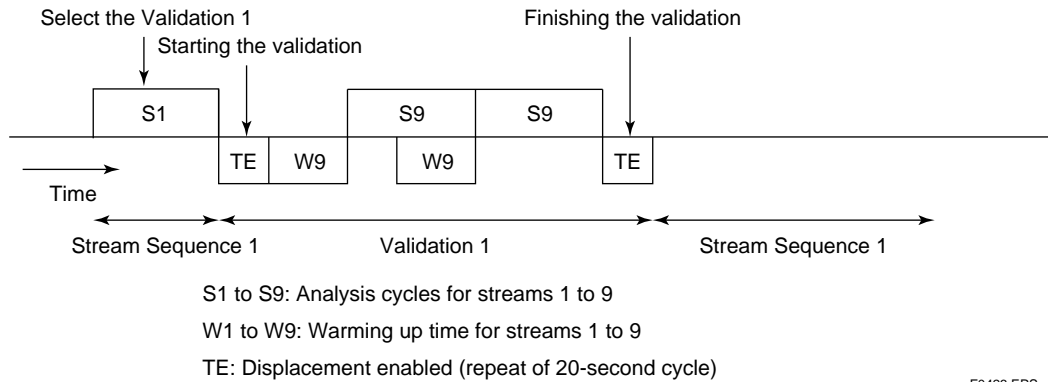 Select the Validation 1
Finishing the validation
Starting the validation
S1
S9
S9
TE
W9
W9
TE
Time
Stream Sequence 1
Validation 1
Stream Sequence 1
S1 to S9: Analysis cycles for streams 1 to 9
W1 to W9: Warming up time for streams 1 to 9
TE: Displacement enabled (repeat of 20-second cycle)